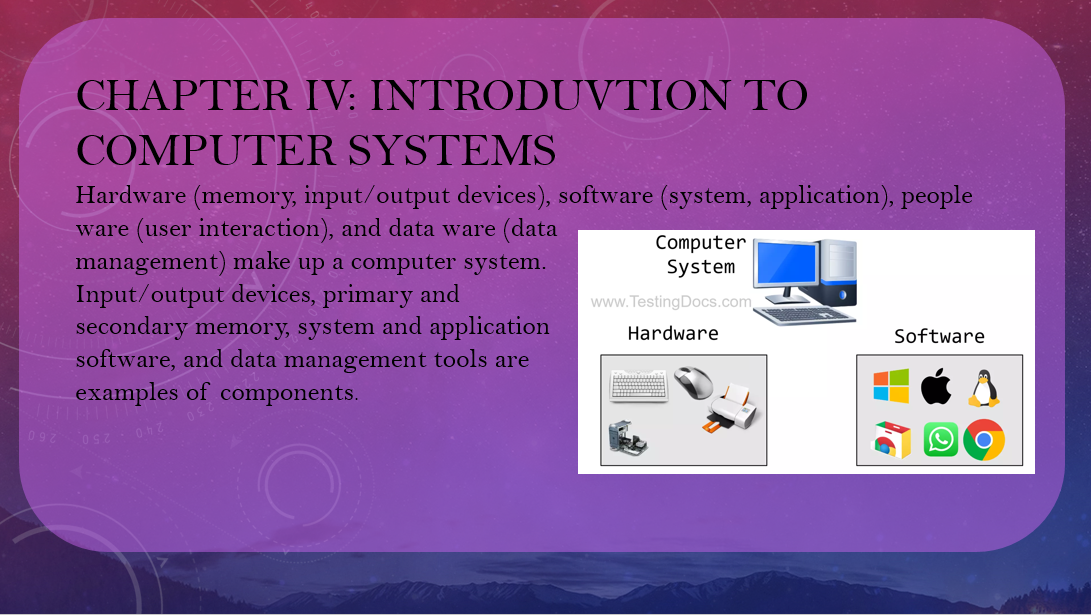 CHAPTER IV: INTRODUVTION TO
COMPUTER SYSTEMS
Hardware (memory, input/output devices), software (system, application), people
ware (user interaction), and data ware (data
management) make up a computer system.
Input/output devices, primary and
secondary memory, system and application
software, and data management tools are
examples of components.
Computer
System
www.TestingDocs.com
Hardware
Software